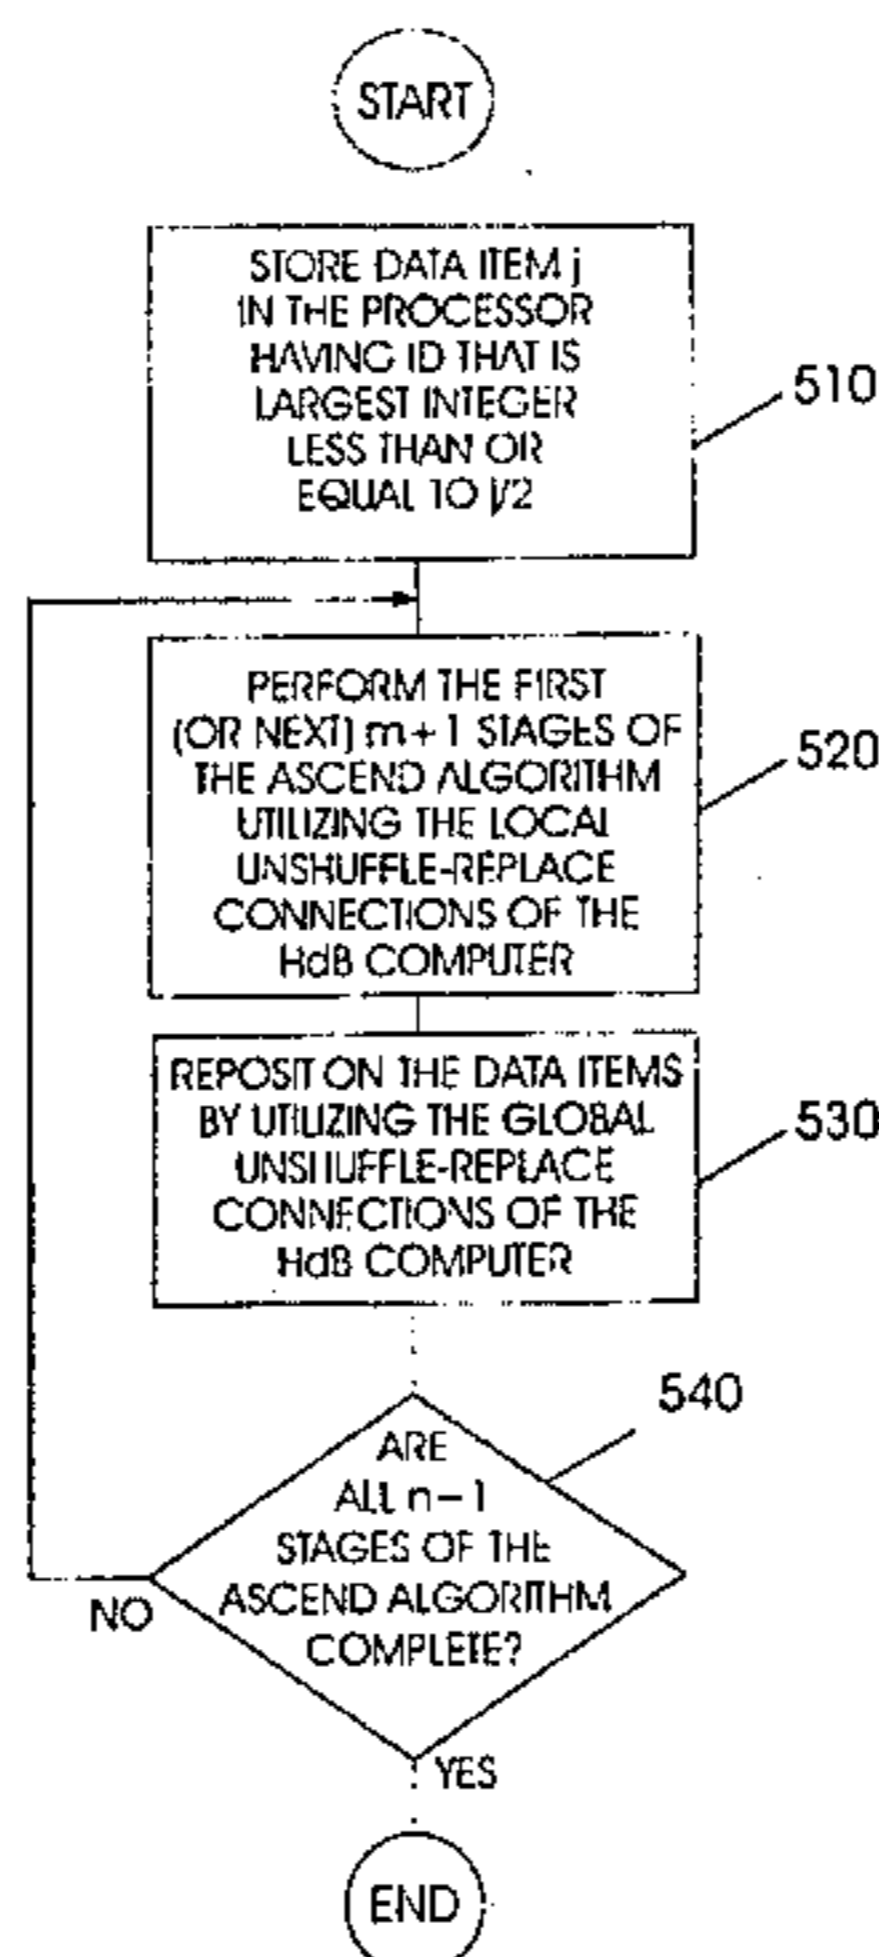 START
STORE DATA ITEM j
IN THE PROCESSOR
HAVING ID THAT IS
LARGEST INTEGER
LESS THAN OR
EQUAL TO j/2
510
PERFORM THE FIRST
(OR NEXT) m+1 STAGES OF
THE ASCEND ALGORITHM
UTILIZING THE LOCAL
UNSHUFFLE-REPLACE
CONNECTIONS OF THE
HdB COMPUTER
520
REPOSITION THE DATA ITEMS
BY UTILIZING THE GLOBAL
UNSHUFFLE-REPLACE
CONNECTIONS OF THE
HdB COMPUTER
530
540
ARE
ALL n-1
STAGES OF THE
ASCEND ALGORITHM
COMPLETE?
NO
YES
END